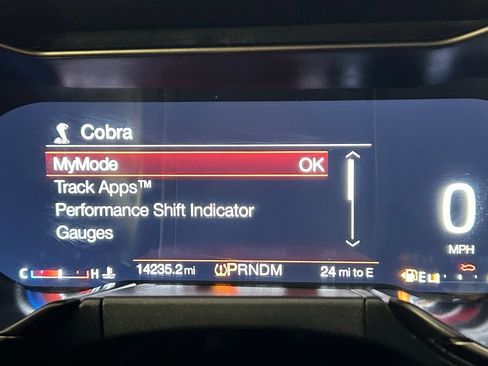 Cobra
MyMode OK
Track Apps™
Performance Shift Indicator
Gauges
0
MPH
C H
14235.2 mi PRNDM 24 mi to E
E